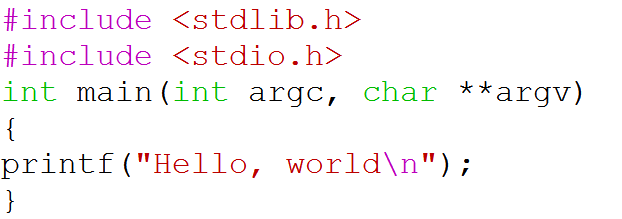 #include <stdlib.h>
#include <stdio.h>
int main(int argc, char **argv)
{
printf("Hello, world\n");
}